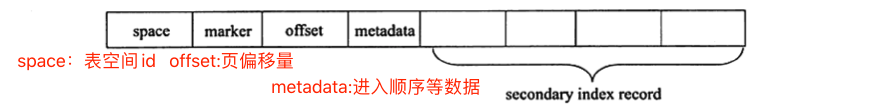 space marker offset metadata
space：表空间id offset:页偏移量
metadata:进入顺序等数据
secondary index record